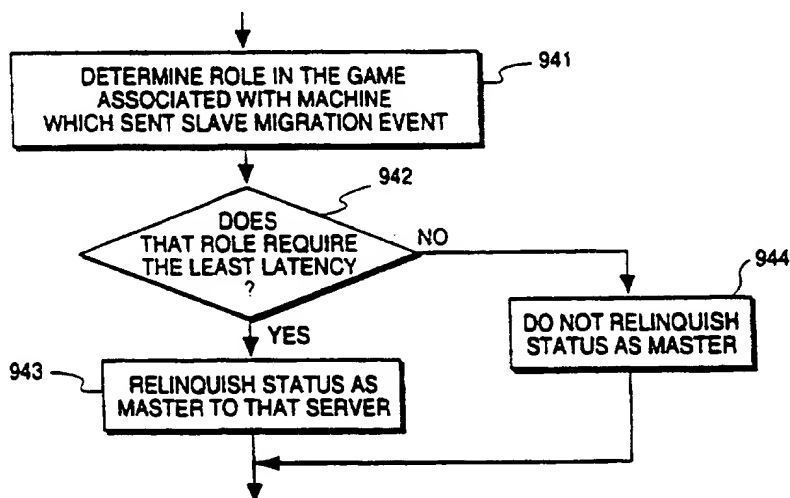 DETERMINE ROLE IN THE GAME
ASSOCIATED WITH MACHINE
WHICH SENT SLAVE MIGRATION EVENT
941
942
DOES
THAT ROLE REQUIRE
THE LEAST LATENCY
?
NO
YES
944
DO NOT RELINQUISH
STATUS AS MASTER
943
RELINQUISH STATUS AS
MASTER TO THAT SERVER